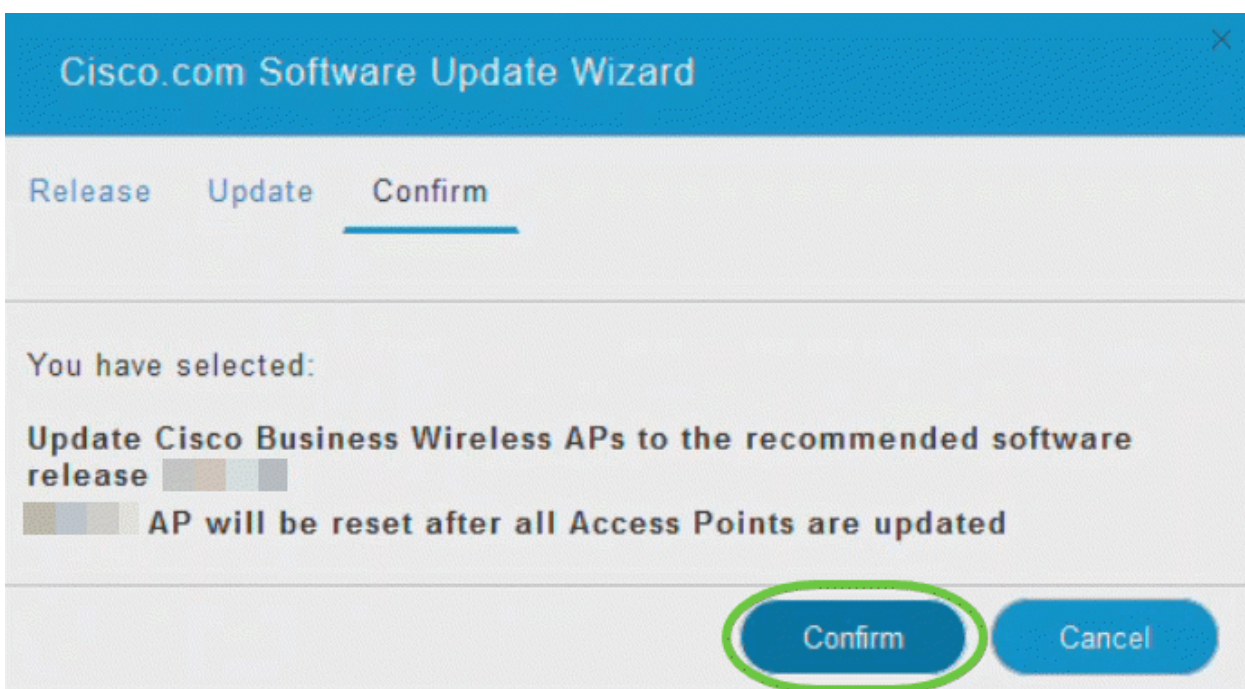 Cisco.com Software Update Wizard
Release Update Confirm
You have selected:
Update Cisco Business Wireless APs to the recommended software
release
AP will be reset after all Access Points are updated
Confirm Cancel